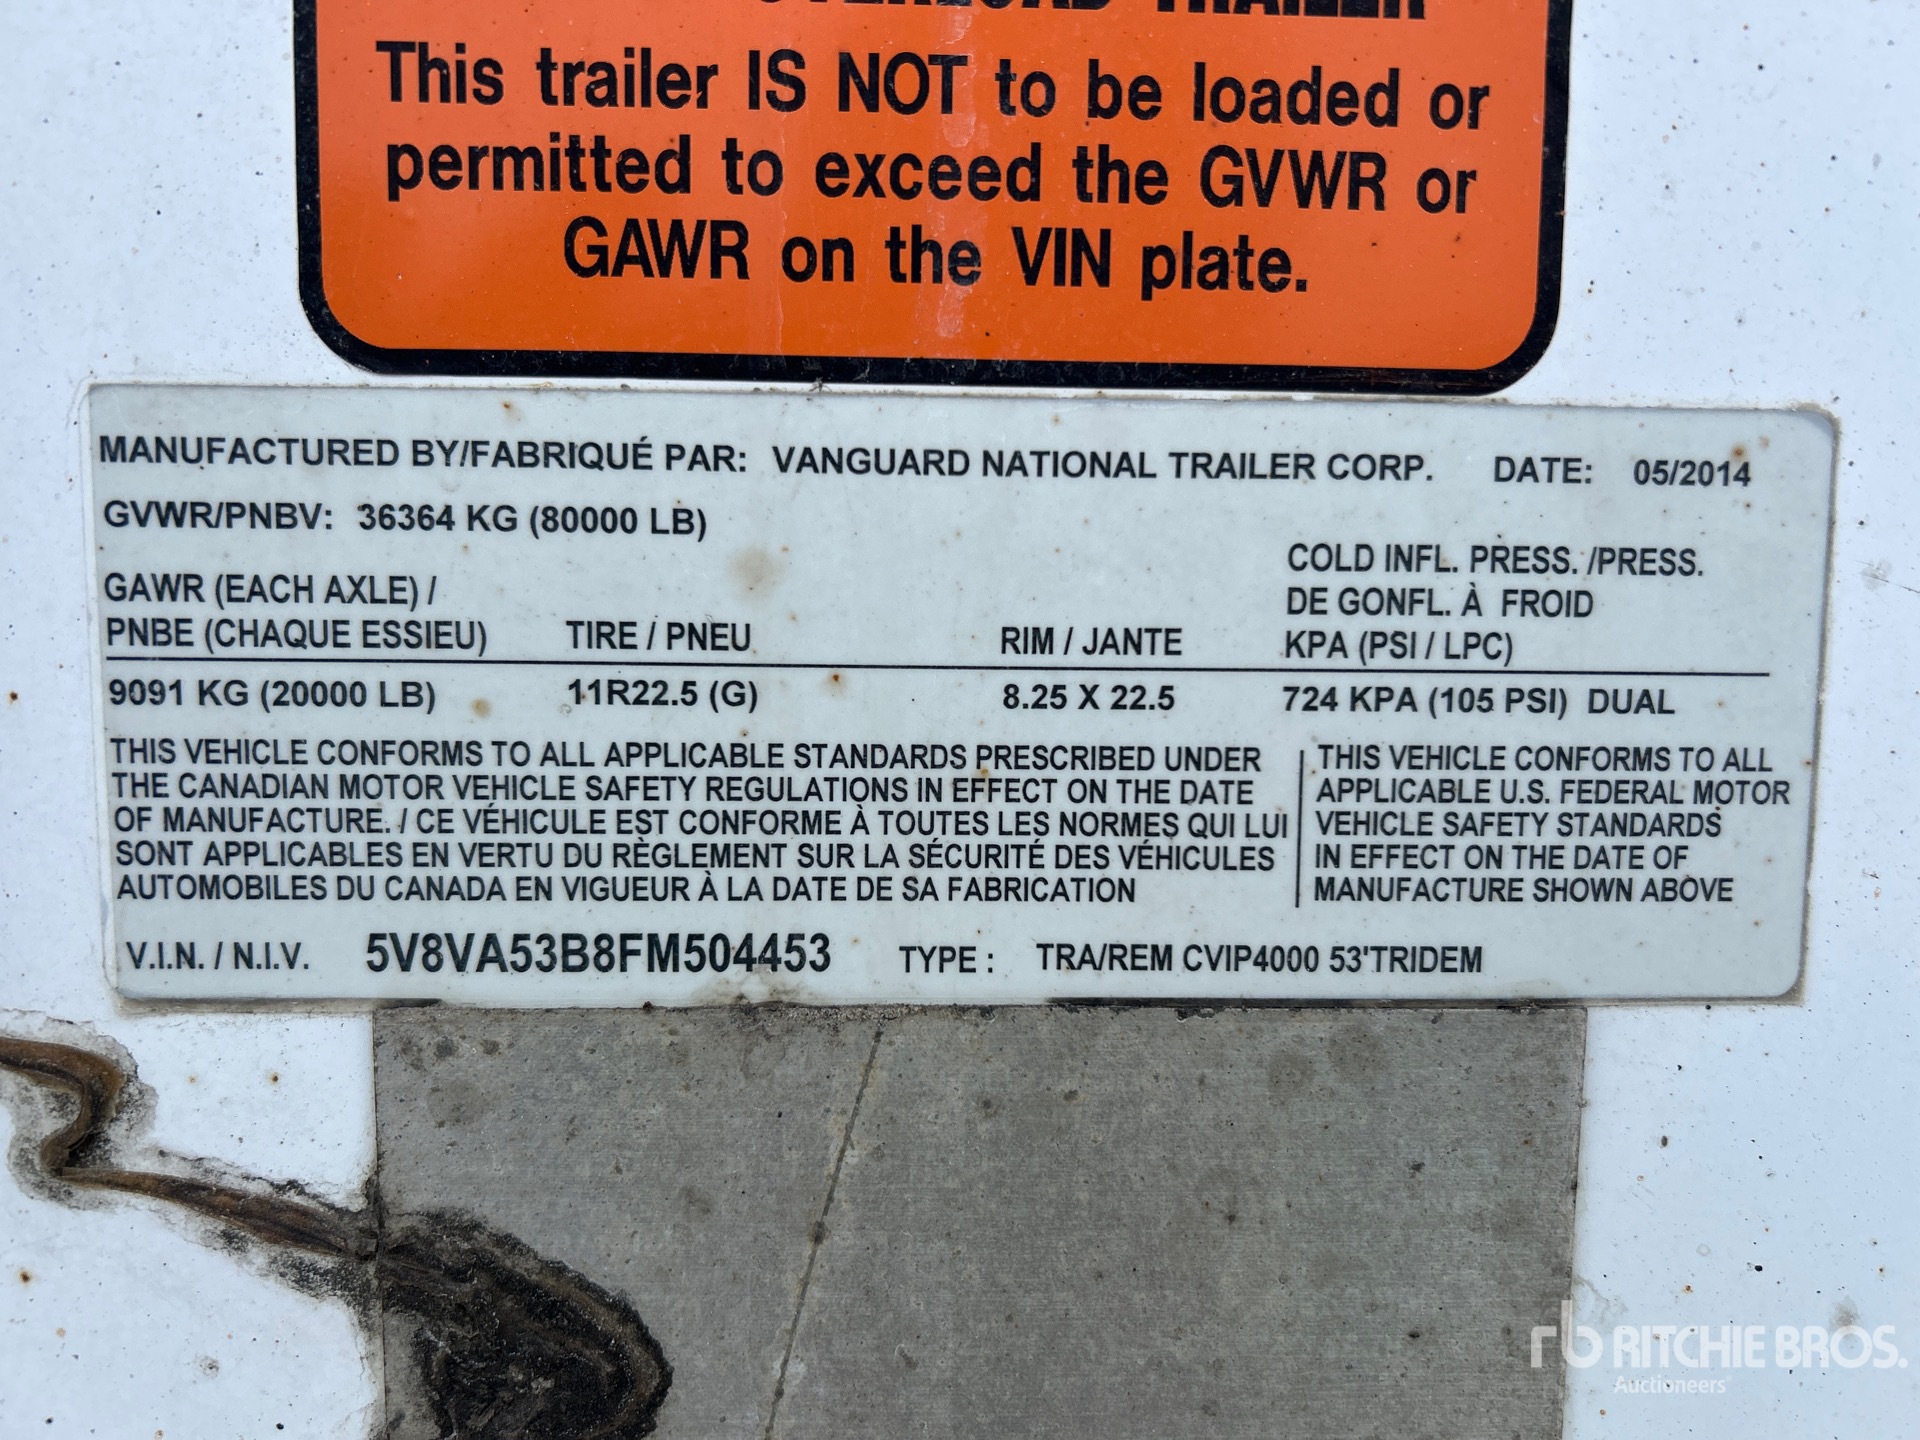 OVERLOAD TRAILER
This trailer IS NOT to be loaded or
permitted to exceed the GVWR or
GAWR on the VIN plate.
MANUFACTURED BY/FABRIQUÉ PAR: VANGUARD NATIONAL TRAILER CORP. DATE: 05/2014
GVWR/PNBV: 36364 KG (80000 LB)
COLD INFL. PRESS. /PRESS.
GAWR (EACH AXLE) / DE GONFL. À FROID
PNBE (CHAQUE ESSIEU) TIRE / PNEU RIM / JANTE KPA (PSI / LPC)
9091 KG (20000 LB) 11R22.5 (G) 8.25 X 22.5 724 KPA (105 PSI) DUAL
THIS VEHICLE CONFORMS TO ALL APPLICABLE STANDARDS PRESCRIBED UNDER
THE CANADIAN MOTOR VEHICLE SAFETY REGULATIONS IN EFFECT ON THE DATE
OF MANUFACTURE. / CE VÉHICULE EST CONFORME À TOUTES LES NORMES QUI LUI
SONT APPLICABLES EN VERTU DU RÈGLEMENT SUR LA SÉCURITÉ DES VÉHICULES
AUTOMOBILES DU CANADA EN VIGUEUR À LA DATE DE SA FABRICATION
THIS VEHICLE CONFORMS TO ALL
APPLICABLE U.S. FEDERAL MOTOR
VEHICLE SAFETY STANDARDS
IN EFFECT ON THE DATE OF
MANUFACTURE SHOWN ABOVE
V.I.N. / N.I.V. 5V8VA53B8FM504453 TYPE : TRA/REM CVIP4000 53'TRIDEM
rb RITCHIE BROS.
Auctioneers